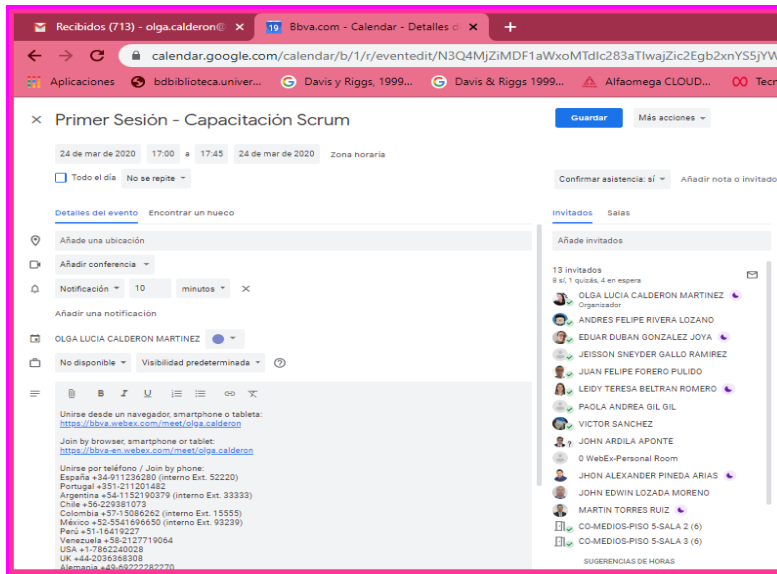 Recibidos (713) - olga.calderon@
Bbva.com - Calendar - Detalles d
calendar.google.com/calendar/b/1/r/eventedit/
Aplicaciones bdbiblioteca.univer... Davis y Riggs, 1999... Davis & Riggs 1999... Alfaomega CLOUD... Tecn
Primer Sesión - Capacitación Scrum
Guardar Más acciones
24 de mar de 2020 17:00 a 17:45 24 de mar de 2020 Zona horaria
Todo el día No se repite
Confirmar asistencia: sí Añadir nota o invitado
Detalles del evento Encontrar un hueco
Añade una ubicación
Añadir conferencia
Notificación 10 minutos
Añadir una notificación
OLGA LUCIA CALDERON MARTINEZ
No disponible Visibilidad predeterminada
B I U
Unirse desde un navegador, smartphone o tableta:
https://bbva.webex.com/meet/olga.calderon
Join by browser, smartphone or tablet:
https://bbva-en.webex.com/meet/olga.calderon
Unirse por teléfono / Join by phone:
España +34-911236280 (interno Ext. 52220)
Portugal +351-211201482
Argentina +54-1152190379 (interno Ext. 33333)
Chile +56-229381073
Colombia +57-15086262 (interno Ext. 15555)
México +52-5541696650 (interno Ext. 93239)
Perú +51-16419227
Venezuela +58-2127719064
USA +1-7862240028
UK +44-2036368308
Alemania +49-69222282270
Invitados Salas
Añade invitados
13 invitados
8 sí, 1 quizás, 4 en espera
OLGA LUCIA CALDERON MARTINEZ
Organizador
ANDRES FELIPE RIVERA LOZANO
EDUAR DUBAN GONZALEZ JOYA
JEISSON SNEYDER GALLO RAMIREZ
JUAN FELIPE FORERO PULIDO
LEIDY TERESA BELTRAN ROMERO
PAOLA ANDREA GIL GIL
VICTOR SANCHEZ
JOHN ARDILA APONTE
0 WebEx-Personal Room
JHON ALEXANDER PINEDA ARIAS
JOHN EDWIN LOZADA MORENO
MARTIN TORRES RUIZ
CO-MEDIOS-PISO 5-SALA 2 (6)
CO-MEDIOS-PISO 5-SALA 3 (6)
SUGERENCIAS DE HORAS